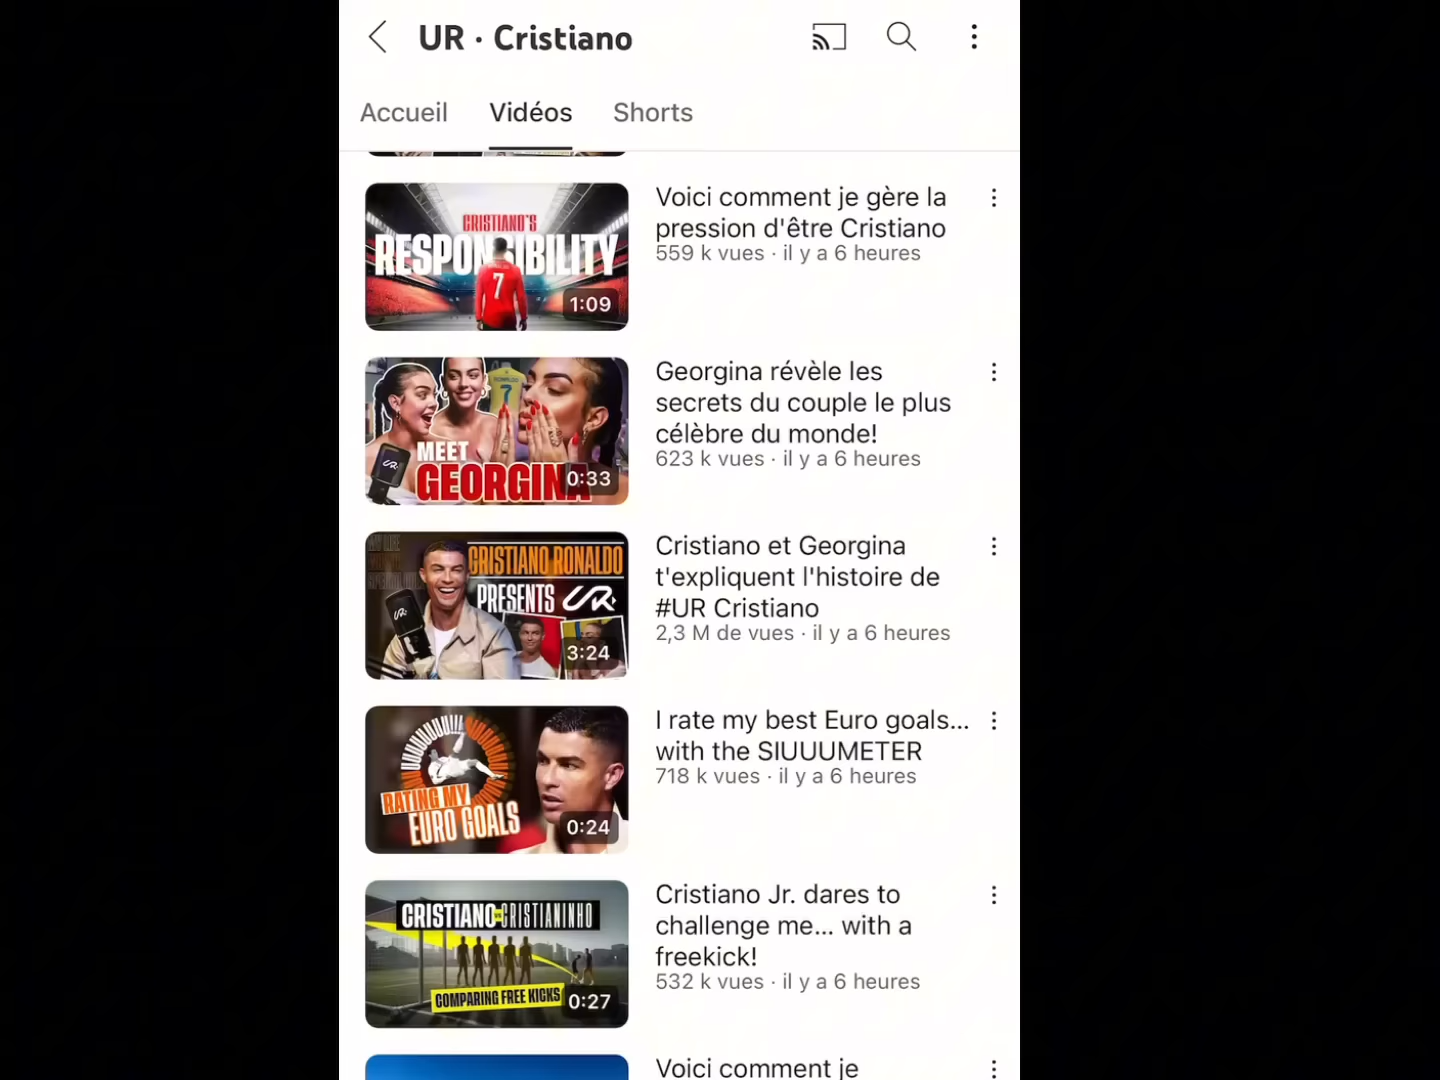 UR · Cristiano
Accueil Vidéos Shorts
CRISTIANO'S
RESPONSIBILITY
7
1:09
Voici comment je gère la
pression d'être Cristiano
559 k vues · il y a 6 heures
RONALDO
7
MEET
GEORGINA
0:33
Georgina révèle les
secrets du couple le plus
célèbre du monde!
623 k vues · il y a 6 heures
CRISTIANO RONALDO
PRESENTS UR
3:24
Cristiano et Georgina
t'expliquent l'histoire de
#UR Cristiano
2,3 M de vues · il y a 6 heures
RATING MY
EURO GOALS
0:24
I rate my best Euro goals...
with the SIUUUMETER
718 k vues · il y a 6 heures
CRISTIANO VS CRISTIANINHO
COMPARING FREE KICKS
0:27
Cristiano Jr. dares to
challenge me... with a
freekick!
532 k vues · il y a 6 heures
Voici comment je